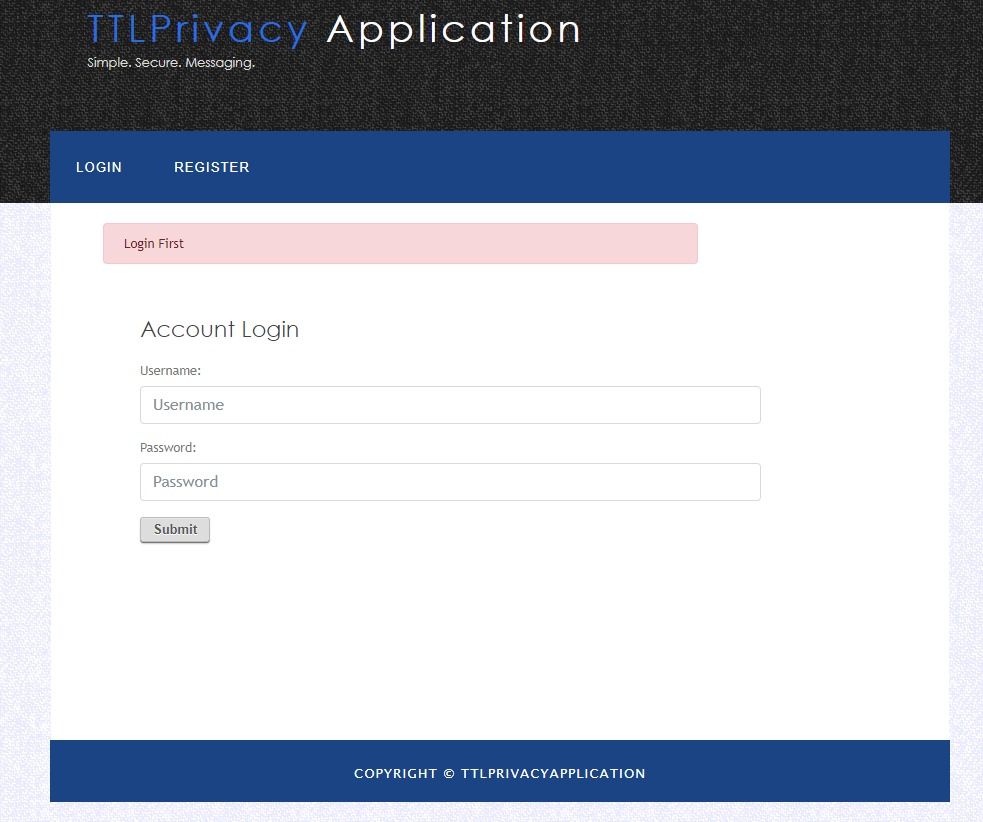 TTLPrivacy Application
Simple. Secure. Messaging.
LOGIN REGISTER
Login First
Account Login
Username:
Username
Password:
Password
Submit
COPYRIGHT © TTLPRIVACYAPPLICATION